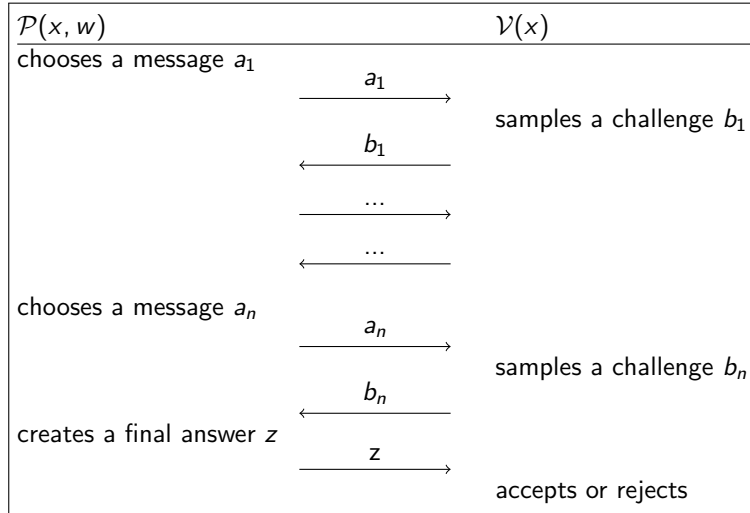 𝒫(x, w) 𝒱(x)
chooses a message a₁
a₁
samples a challenge b₁
b₁
...
...
chooses a message aₙ
aₙ
samples a challenge bₙ
bₙ
creates a final answer z
z
accepts or rejects